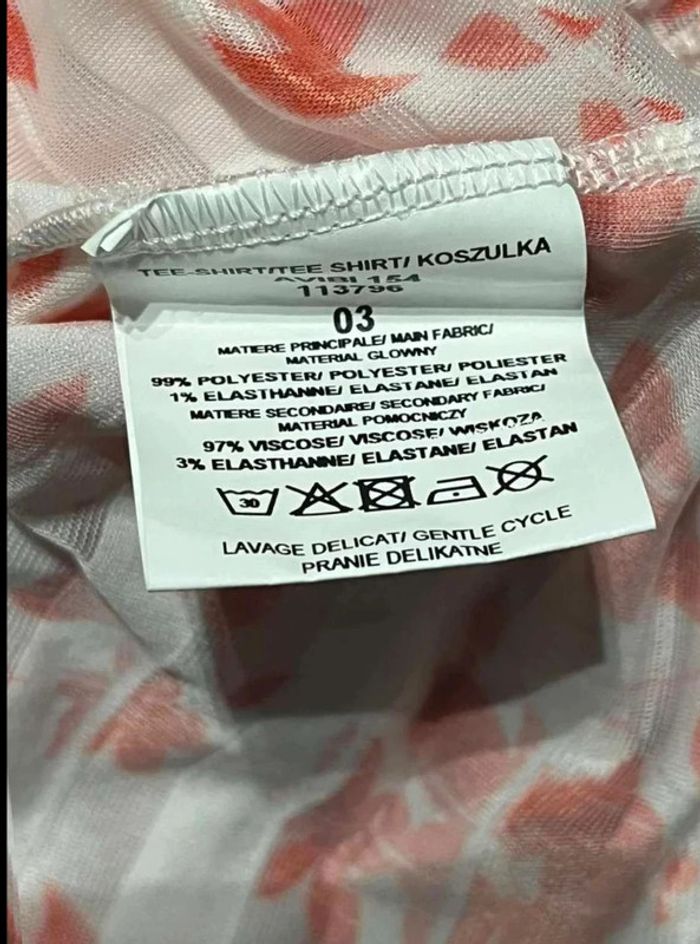 TEE-SHIRT/TEE SHIRT/ KOSZULKA
AVIBI 154
113796
03
MATIERE PRINCIPALE/ MAIN FABRIC/
MATERIAL GLOWNY
99% POLYESTER/ POLYESTER/ POLIESTER
1% ELASTHANNE/ ELASTANE/ ELASTAN
MATIERE SECONDAIRE/ SECONDARY FABRIC/
MATERIAL POMOCNICZY
97% VISCOSE/ VISCOSE/ WISKOZA
3% ELASTHANNE/ ELASTANE/ ELASTAN
30
LAVAGE DELICAT/ GENTLE CYCLE
PRANIE DELIKATNE